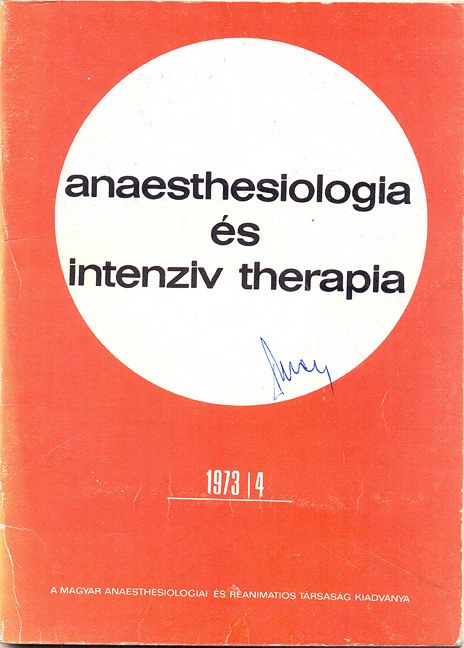 anaesthesiologia
és
intenziv therapia
1973/4
A MAGYAR ANAESTHESIOLOGIAI ÉS REANIMATIOS TÁRSASÁG KIADVÁNYA